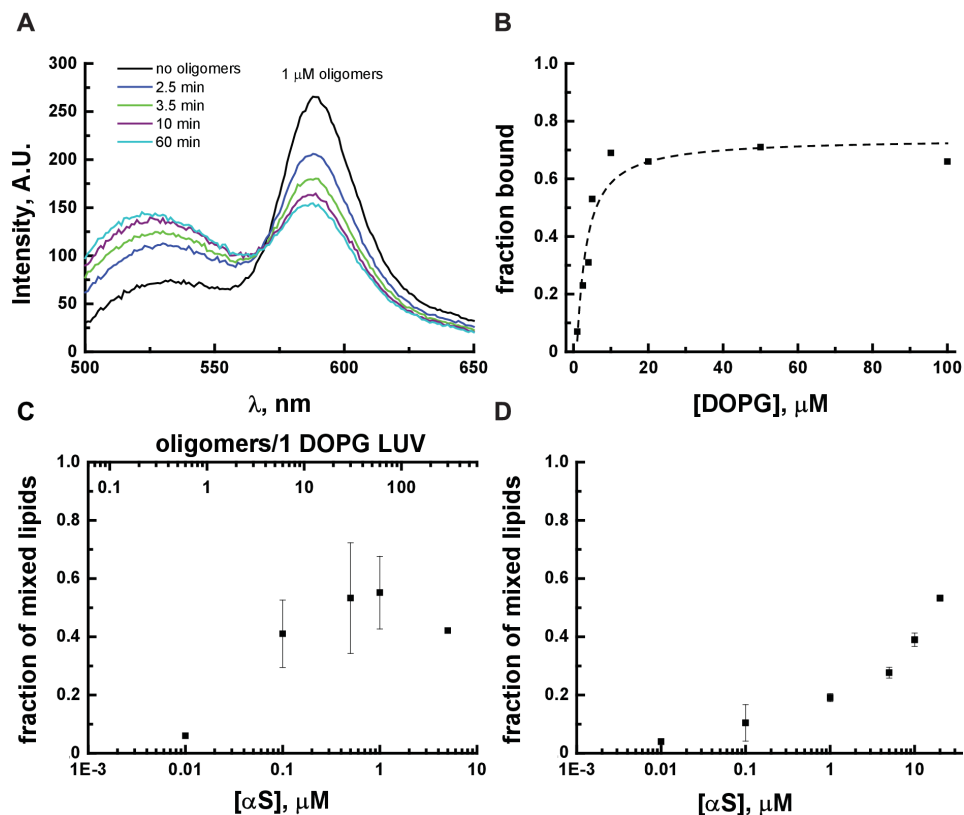 A
300
250
200
150
100
50
0
Intensity, A.U.
no oligomers
2.5 min
3.5 min
10 min
60 min
1 μM oligomers
500
550
600
650
λ, nm
B
1.0
0.8
0.6
0.4
0.2
0
fraction bound
0
20
40
60
80
100
[DOPG], μM
C
oligomers/1 DOPG LUV
0.1
1
10
100
1.0
0.8
0.6
0.4
0.2
0
fraction of mixed lipids
1E-3
0.01
0.1
1
10
[αS], μM
D
1.0
0.8
0.6
0.4
0.2
0
fraction of mixed lipids
1E-3
0.01
0.1
1
10
[αS], μM